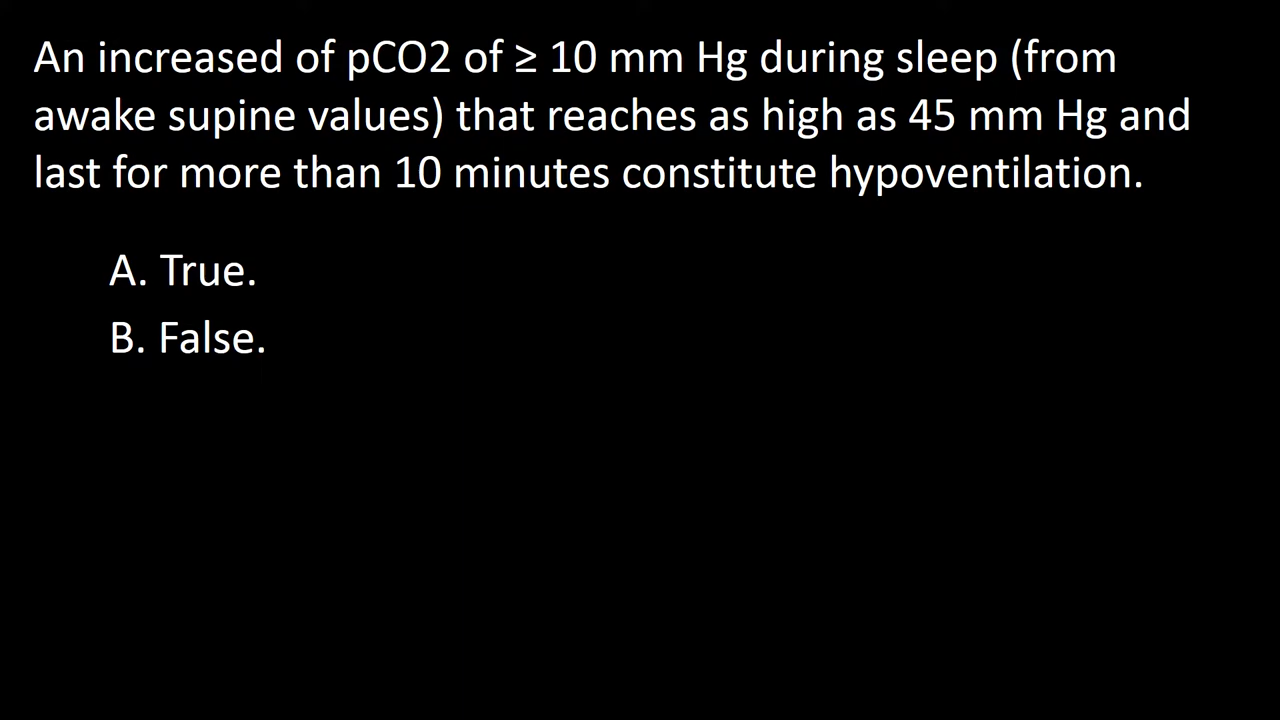 An increased of pCO2 of ≥ 10 mm Hg during sleep (from
awake supine values) that reaches as high as 45 mm Hg and
last for more than 10 minutes constitute hypoventilation.
A. True.
B. False.